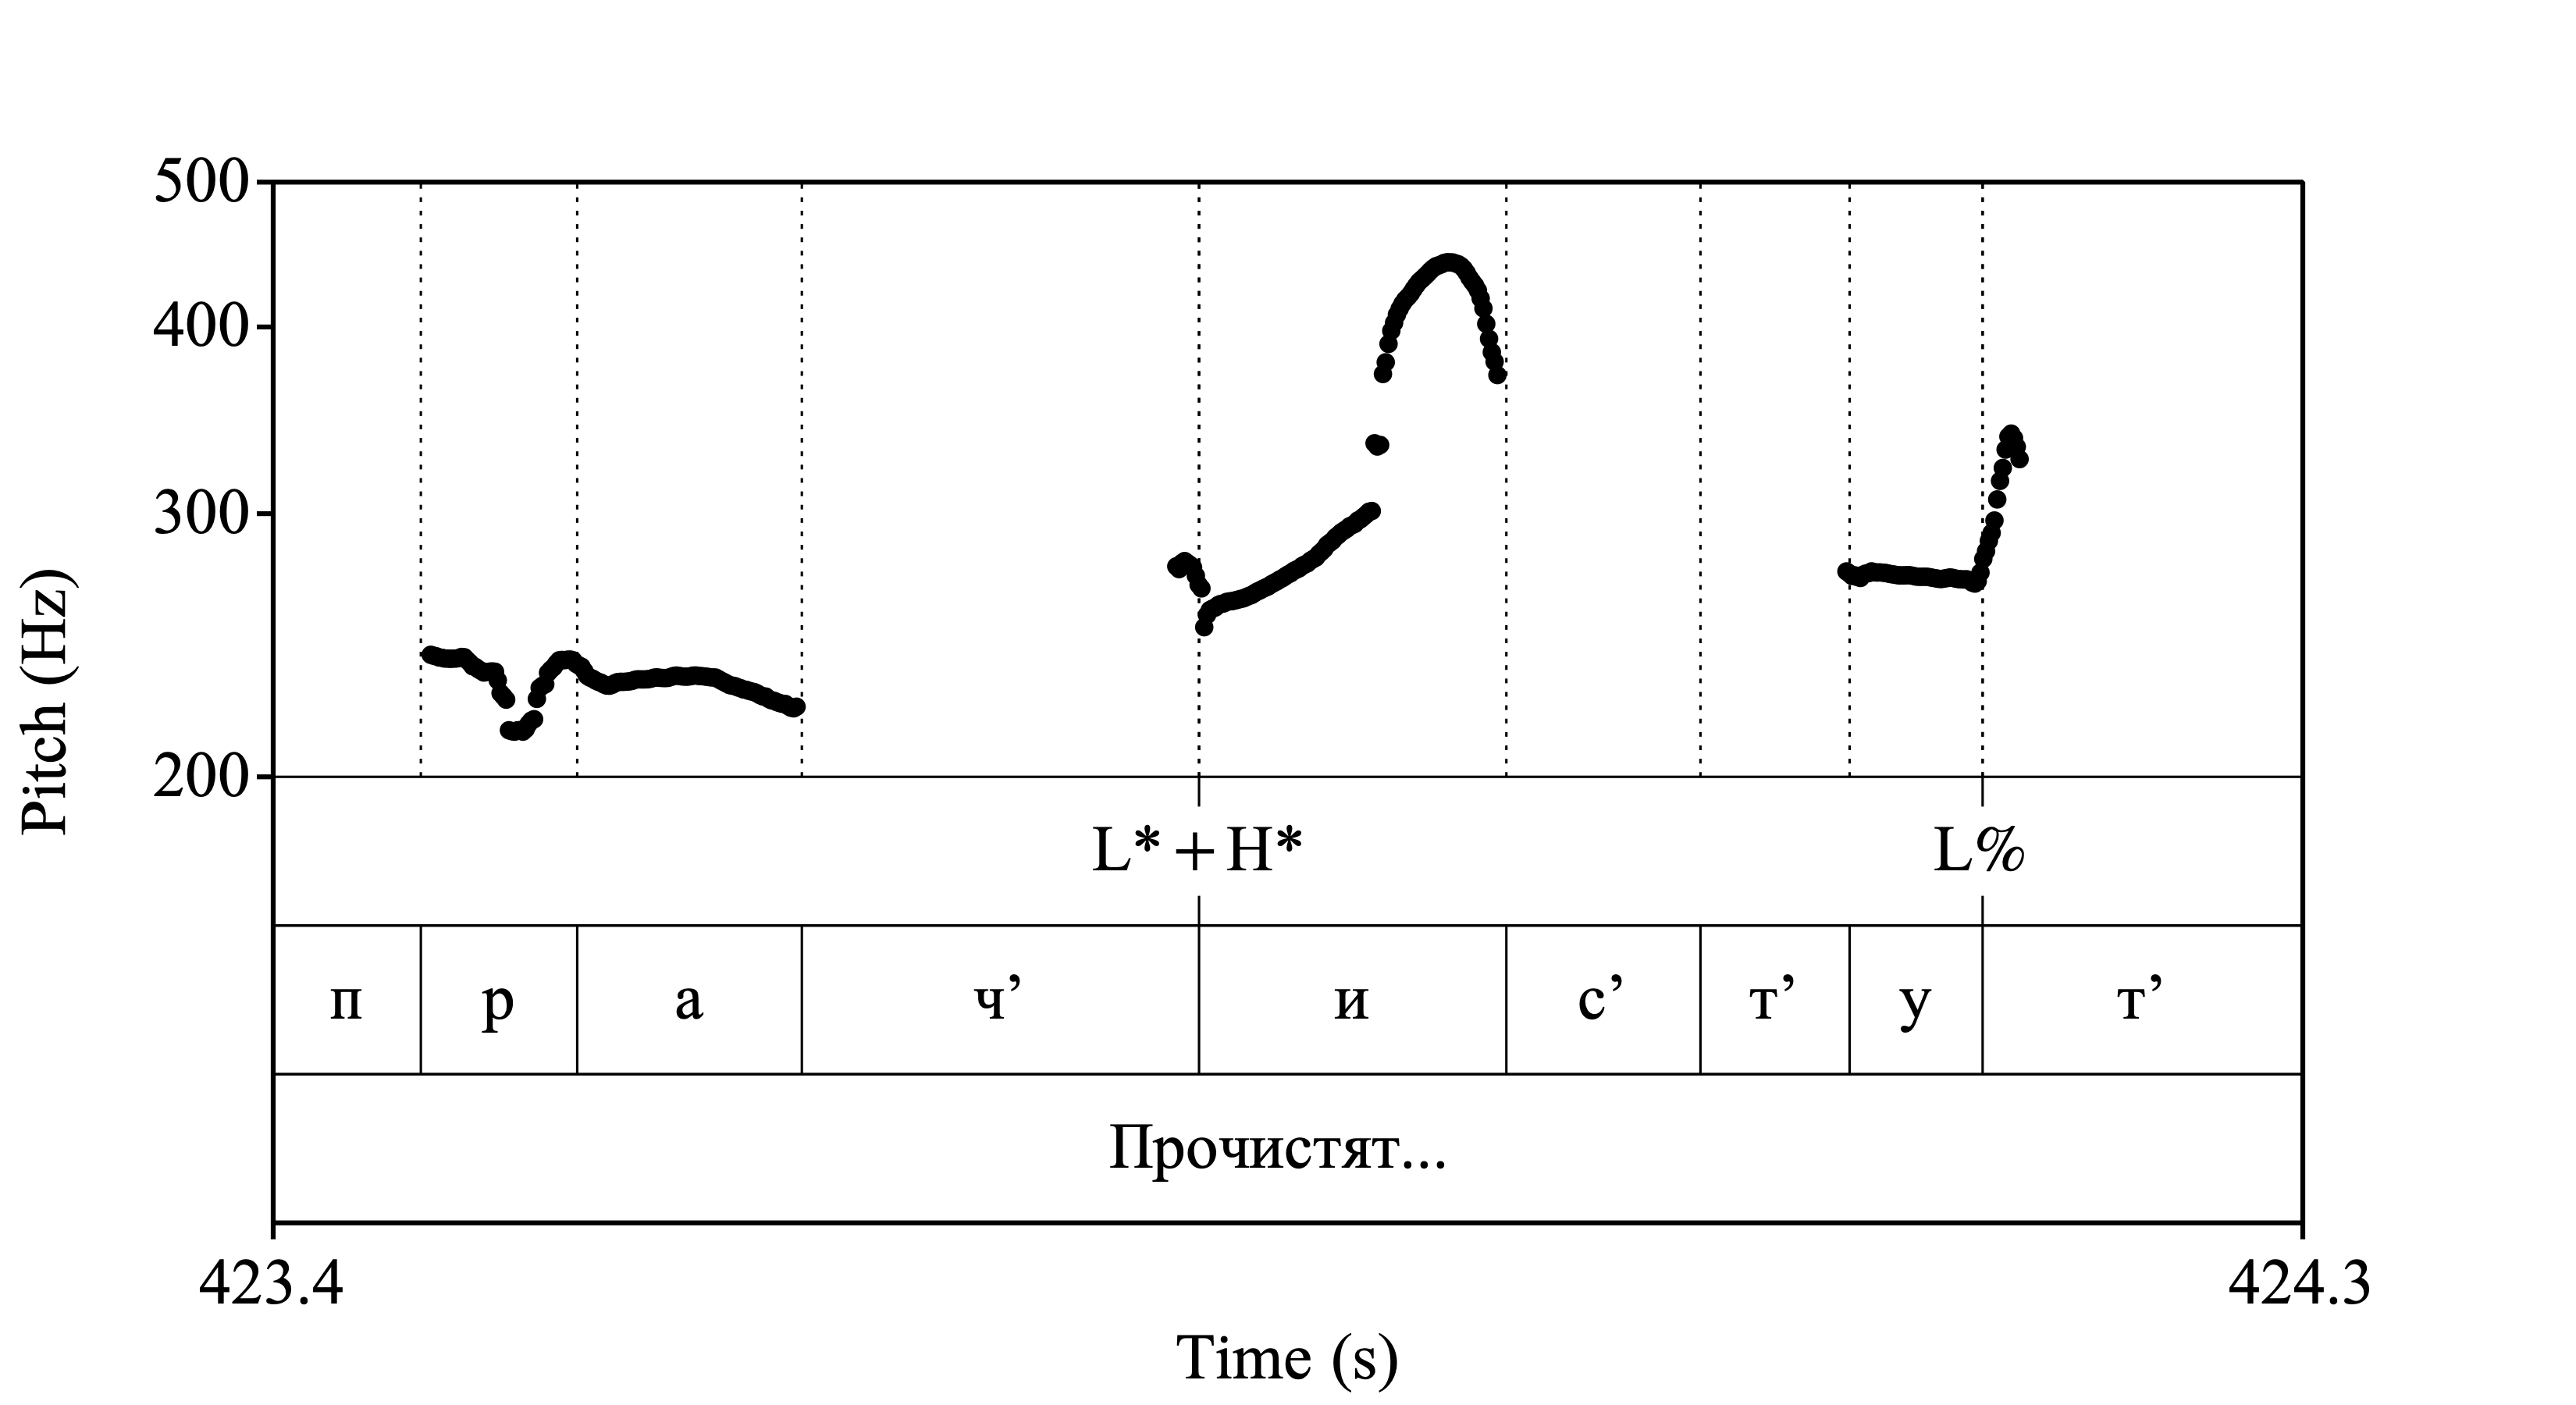 500
400
300
200
Pitch (Hz)
L*+H* L%
п р а ч’ и с’ т’ у т’
Прочистят...
423.4 424.3
Time (s)